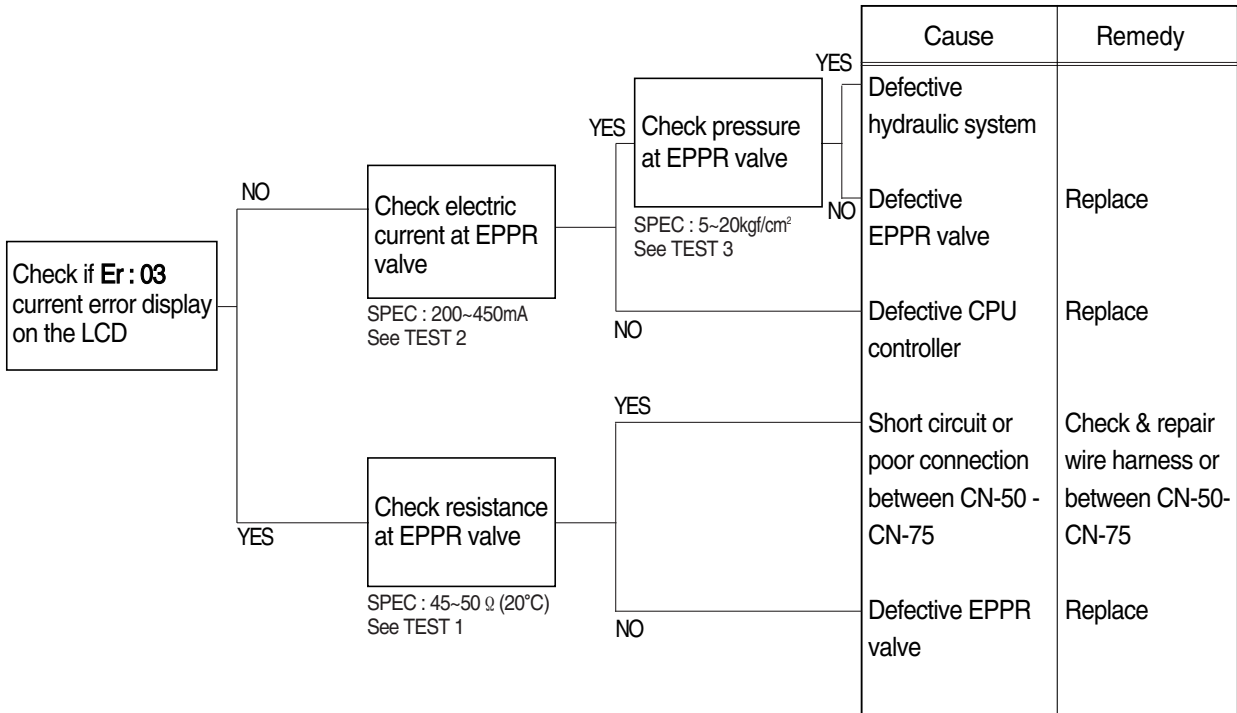 Cause
Remedy
YES
Defective
hydraulic system
YES
Check pressure
at EPPR valve
NO
Check electric
current at EPPR
valve
NO
Defective
EPPR valve
Replace
SPEC : 5~20kgf/cm²
See TEST 3
Check if Er : 03
current error display
on the LCD
SPEC : 200~450mA
See TEST 2
NO
Defective CPU
controller
Replace
YES
Short circuit or
poor connection
between CN-50 -
CN-75
Check & repair
wire harness or
between CN-50-
CN-75
YES
Check resistance
at EPPR valve
SPEC : 45~50 Ω (20°C)
See TEST 1
NO
Defective EPPR
valve
Replace